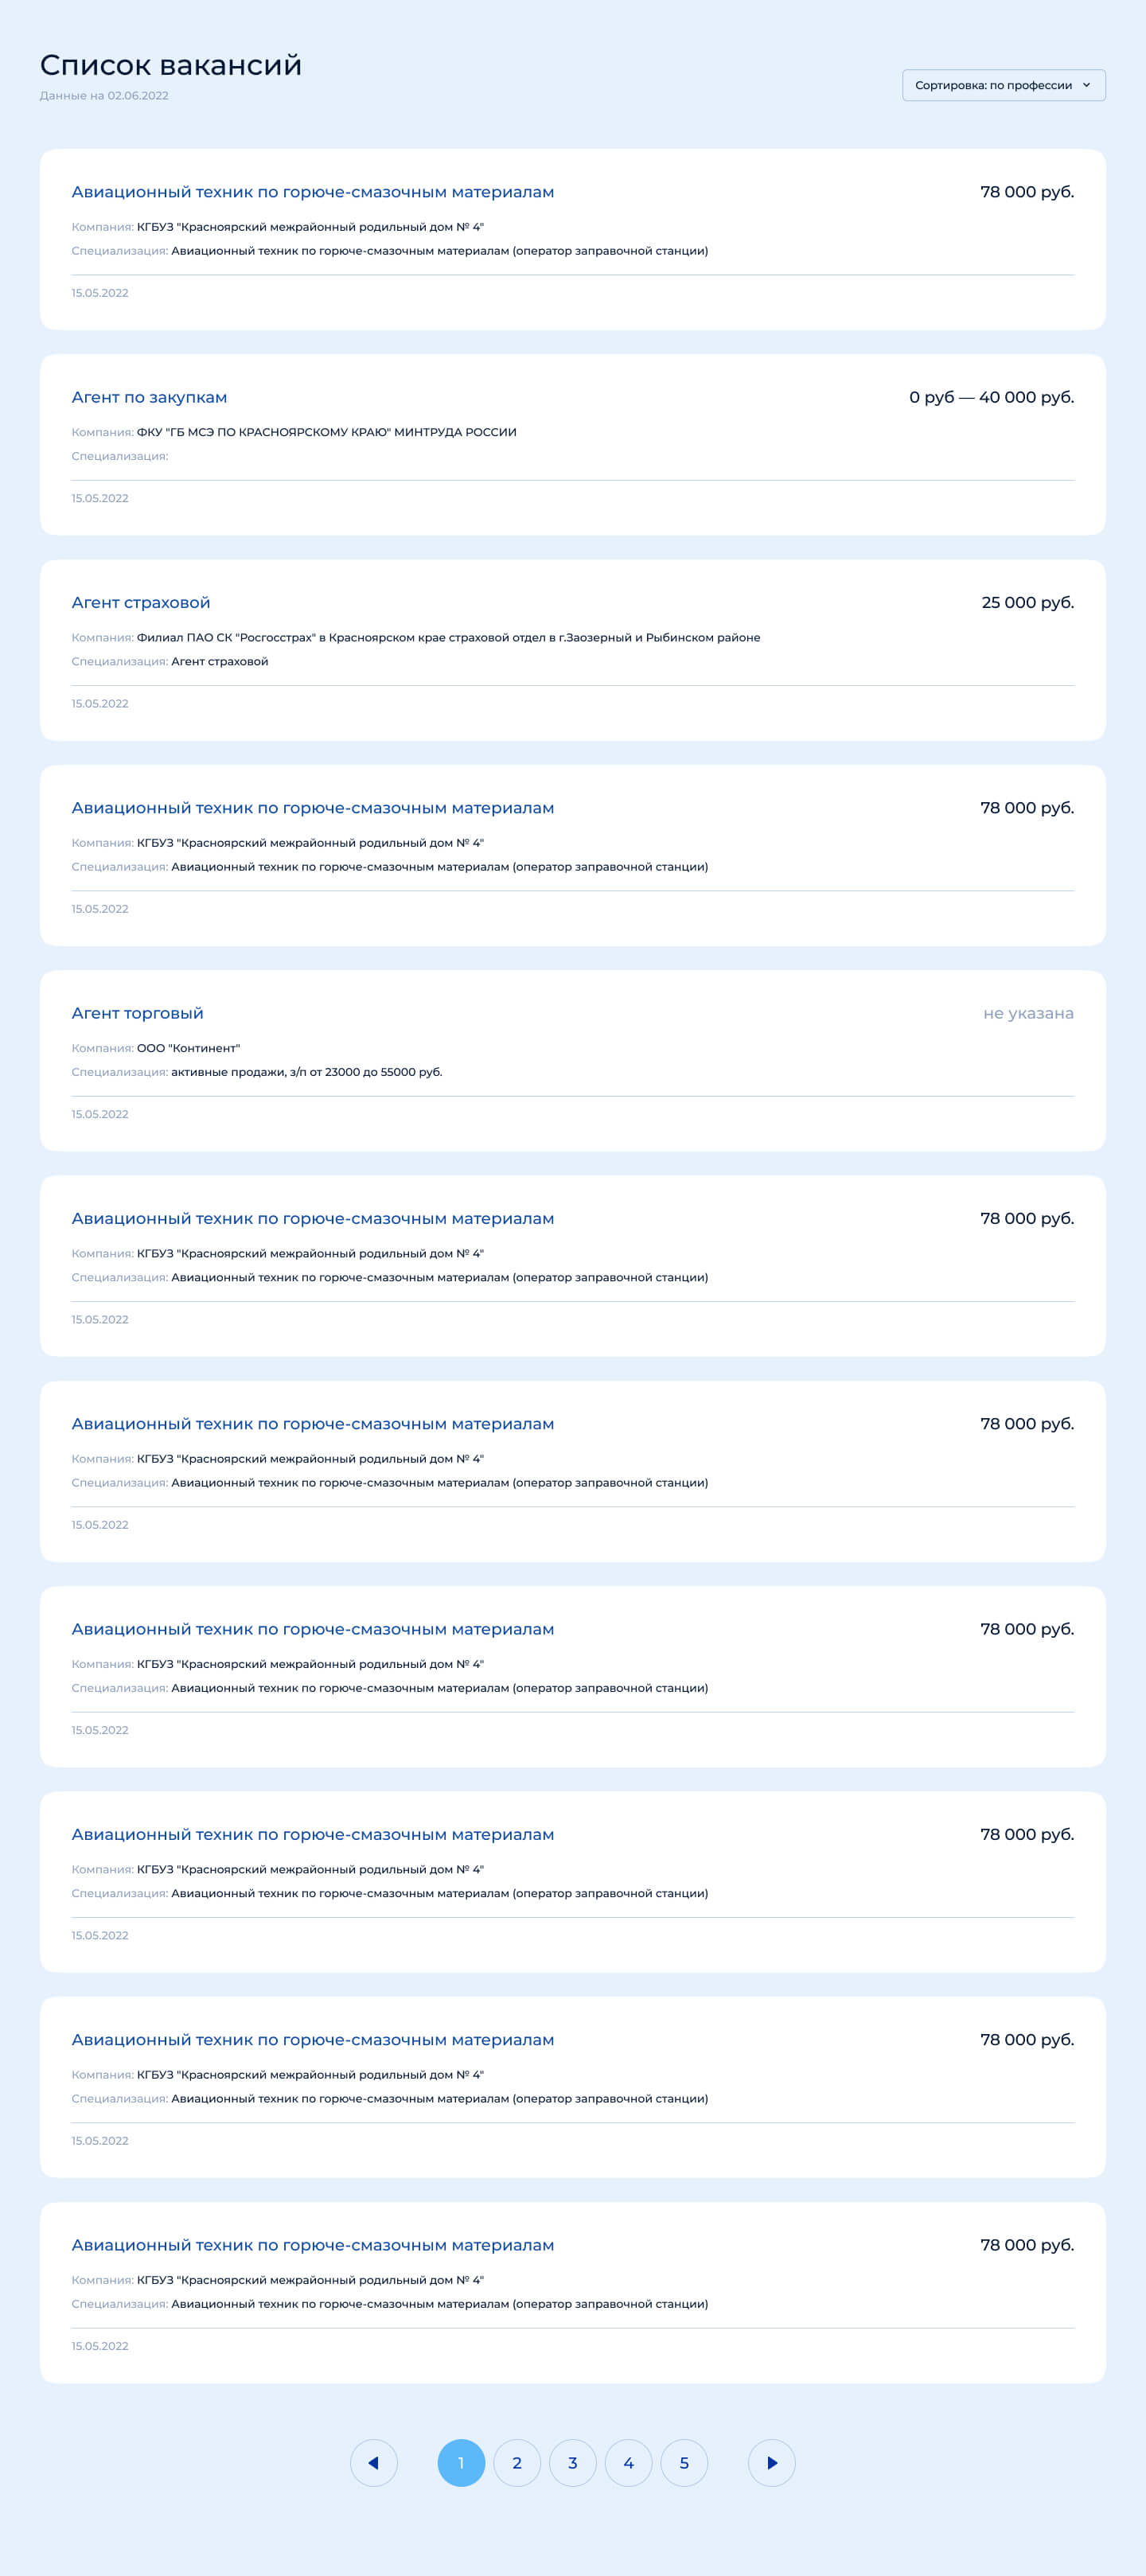 Список вакансий
Данные на 02.06.2022
Сортировка: по профессии
Авиационный техник по горюче-смазочным материалам
78 000 руб.
Компания: КГБУЗ "Красноярский межрайонный родильный дом № 4"
Специализация: Авиационный техник по горюче-смазочным материалам (оператор заправочной станции)
15.05.2022
Агент по закупкам
0 руб — 40 000 руб.
Компания: ФКУ "ГБ МСЭ ПО КРАСНОЯРСКОМУ КРАЮ" МИНТРУДА РОССИИ
Специализация:
15.05.2022
Агент страховой
25 000 руб.
Компания: Филиал ПАО СК "Росгосстрах" в Красноярском крае страховой отдел в г.Заозерный и Рыбинском районе
Специализация: Агент страховой
15.05.2022
Авиационный техник по горюче-смазочным материалам
78 000 руб.
Компания: КГБУЗ "Красноярский межрайонный родильный дом № 4"
Специализация: Авиационный техник по горюче-смазочным материалам (оператор заправочной станции)
15.05.2022
Агент торговый
не указана
Компания: ООО "Континент"
Специализация: активные продажи, з/п от 23000 до 55000 руб.
15.05.2022
Авиационный техник по горюче-смазочным материалам
78 000 руб.
Компания: КГБУЗ "Красноярский межрайонный родильный дом № 4"
Специализация: Авиационный техник по горюче-смазочным материалам (оператор заправочной станции)
15.05.2022
Авиационный техник по горюче-смазочным материалам
78 000 руб.
Компания: КГБУЗ "Красноярский межрайонный родильный дом № 4"
Специализация: Авиационный техник по горюче-смазочным материалам (оператор заправочной станции)
15.05.2022
Авиационный техник по горюче-смазочным материалам
78 000 руб.
Компания: КГБУЗ "Красноярский межрайонный родильный дом № 4"
Специализация: Авиационный техник по горюче-смазочным материалам (оператор заправочной станции)
15.05.2022
Авиационный техник по горюче-смазочным материалам
78 000 руб.
Компания: КГБУЗ "Красноярский межрайонный родильный дом № 4"
Специализация: Авиационный техник по горюче-смазочным материалам (оператор заправочной станции)
15.05.2022
Авиационный техник по горюче-смазочным материалам
78 000 руб.
Компания: КГБУЗ "Красноярский межрайонный родильный дом № 4"
Специализация: Авиационный техник по горюче-смазочным материалам (оператор заправочной станции)
15.05.2022
Авиационный техник по горюче-смазочным материалам
78 000 руб.
Компания: КГБУЗ "Красноярский межрайонный родильный дом № 4"
Специализация: Авиационный техник по горюче-смазочным материалам (оператор заправочной станции)
15.05.2022
1 2 3 4 5